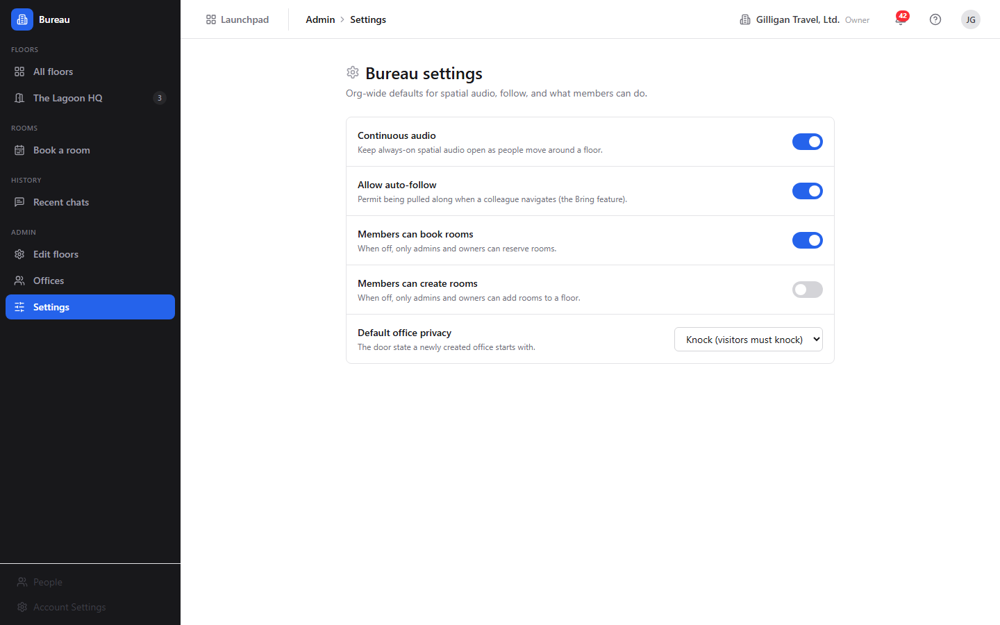 Bureau
FLOORS
All floors
The Lagoon HQ 3
ROOMS
Book a room
HISTORY
Recent chats
ADMIN
Edit floors
Offices
Settings
People
Account Settings
Launchpad
Admin > Settings
Gilligan Travel, Ltd. Owner
42
JG
Bureau settings
Org-wide defaults for spatial audio, follow, and what members can do.
Continuous audio
Keep always-on spatial audio open as people move around a floor.
Allow auto-follow
Permit being pulled along when a colleague navigates (the Bring feature).
Members can book rooms
When off, only admins and owners can reserve rooms.
Members can create rooms
When off, only admins and owners can add rooms to a floor.
Default office privacy
The door state a newly created office starts with.
Knock (visitors must knock)